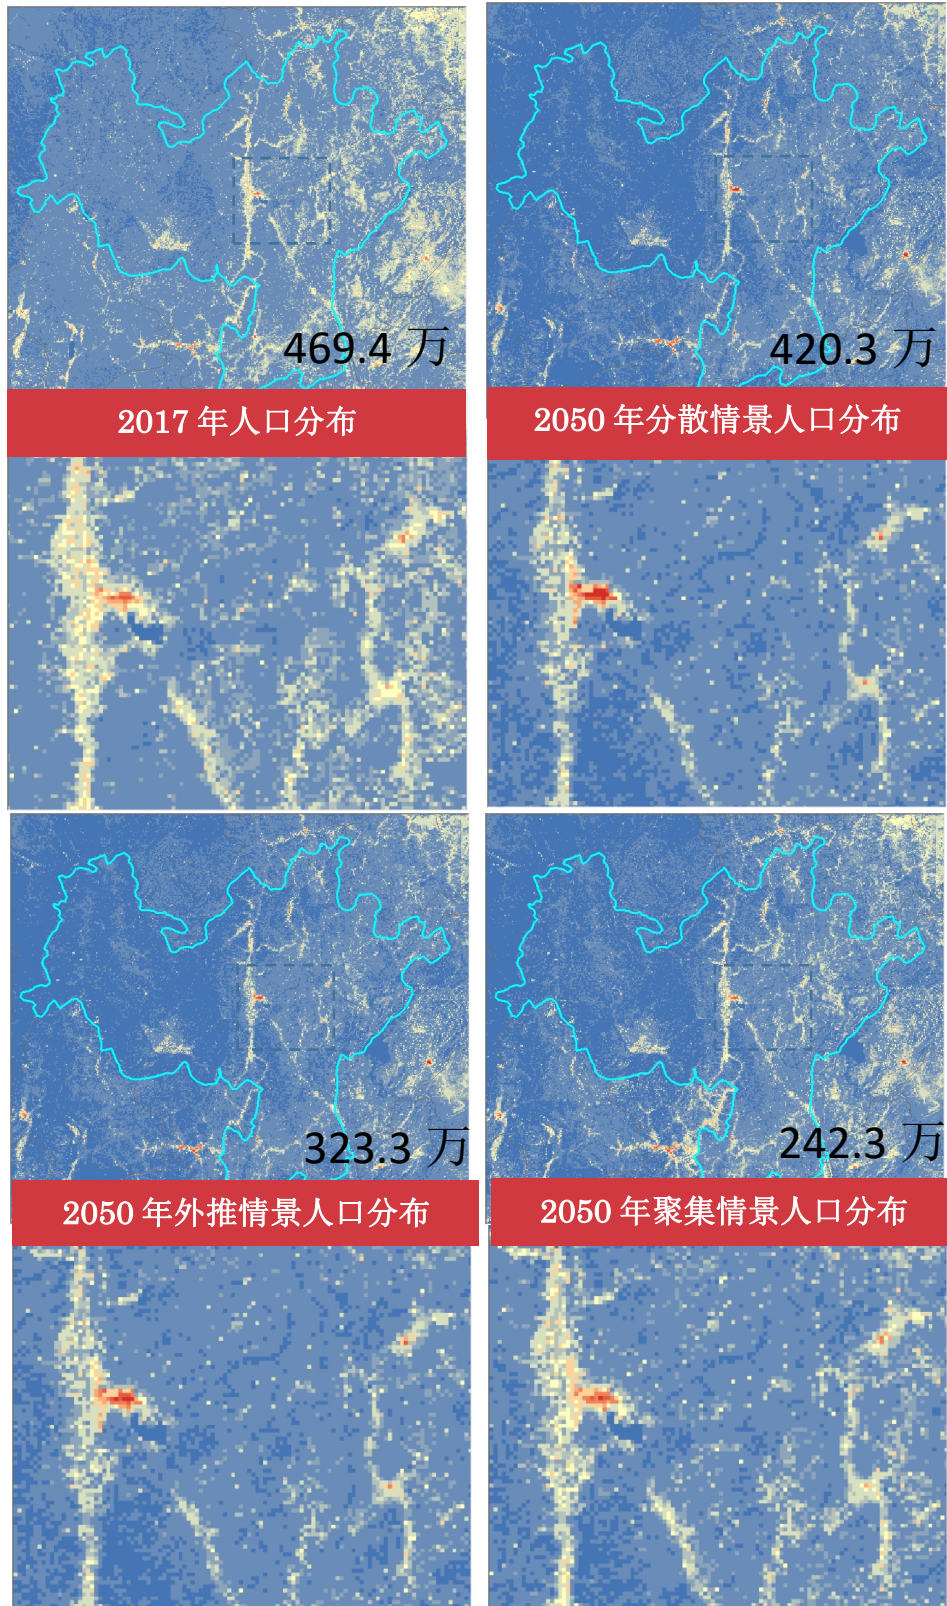 469.4 万
420.3 万
2017 年人口分布
2050 年分散情景人口分布
323.3 万
242.3 万
2050 年外推情景人口分布
2050 年聚集情景人口分布